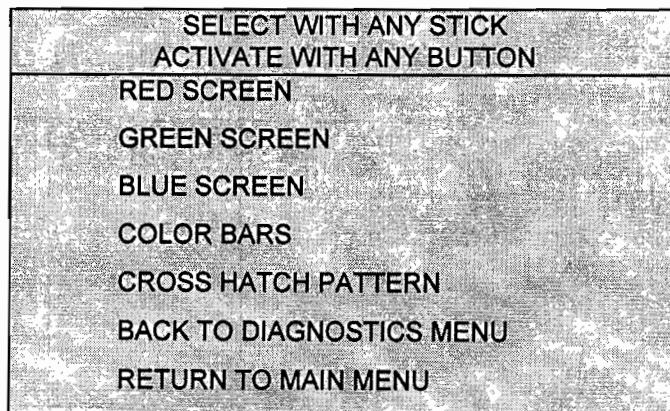 SELECT WITH ANY STICK
ACTIVATE WITH ANY BUTTON
RED SCREEN
GREEN SCREEN
BLUE SCREEN
COLOR BARS
CROSS HATCH PATTERN
BACK TO DIAGNOSTICS MENU
RETURN TO MAIN MENU